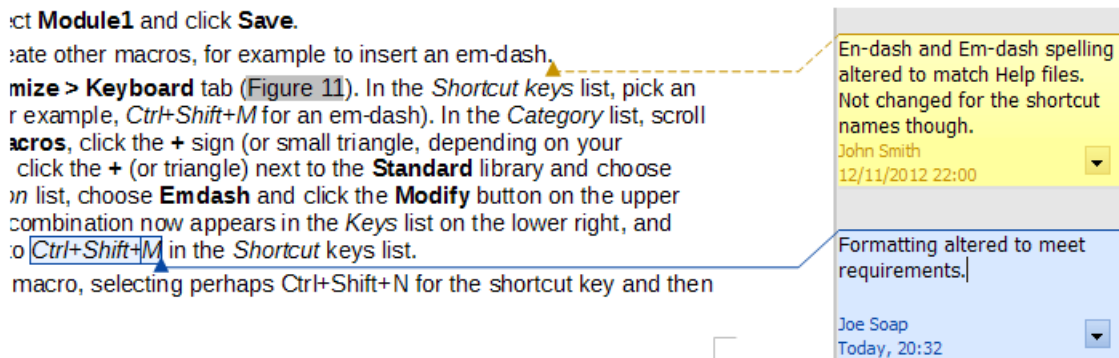 ect Module1 and click Save.
eate other macros, for example to insert an em-dash.
mize > Keyboard tab (Figure 11). In the Shortcut keys list, pick an
r example, Ctrl+Shift+M for an em-dash). In the Category list, scroll
acros, click the + sign (or small triangle, depending on your
click the + (or triangle) next to the Standard library and choose
on list, choose Emdash and click the Modify button on the upper
combination now appears in the Keys list on the lower right, and
to Ctrl+Shift+M in the Shortcut keys list.
macro, selecting perhaps Ctrl+Shift+N for the shortcut key and then
En-dash and Em-dash spelling
altered to match Help files.
Not changed for the shortcut
names though.
John Smith
12/11/2012 22:00
Formatting altered to meet
requirements.
Joe Soap
Today, 20:32